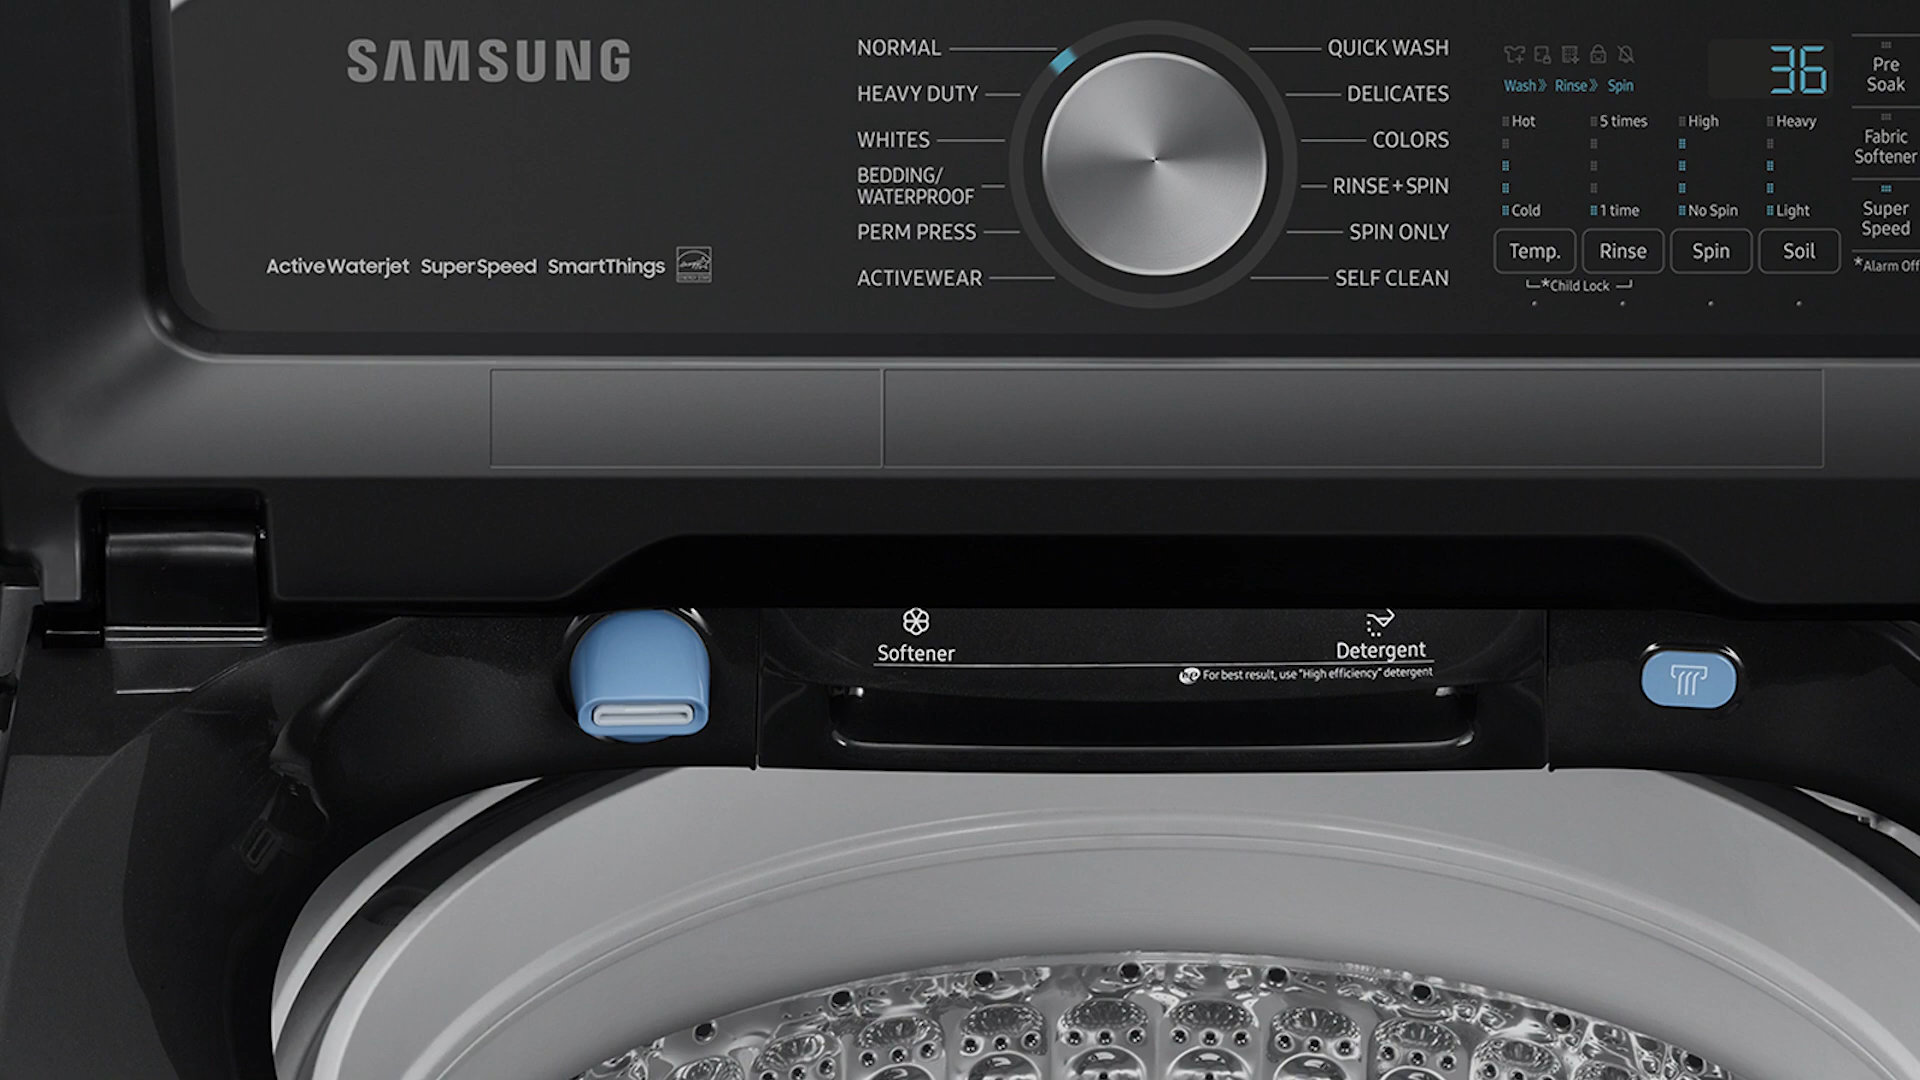 SAMSUNG
ActiveWaterjet SuperSpeed SmartThings
NORMAL
HEAVY DUTY
WHITES
BEDDING/
WATERPROOF
PERM PRESS
ACTIVEWEAR
QUICK WASH
DELICATES
COLORS
RINSE+SPIN
SPIN ONLY
SELF CLEAN
36
Wash》 Rinse》 Spin
Hot 5 times High Heavy
Cold 1 time No Spin Light
Temp. Rinse Spin Soil
*Child Lock
Pre
Soak
Fabric
Softener
Super
Speed
*Alarm Off
Softener
Detergent
he For best result, use "High efficiency" detergent